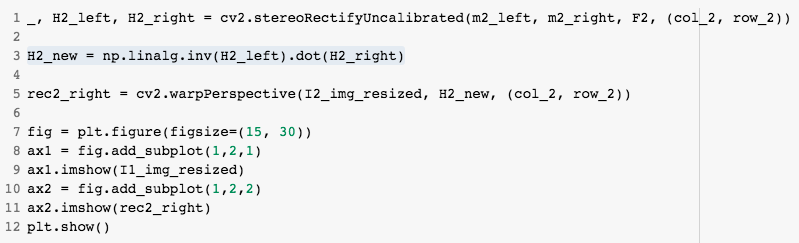 1 _, H2_left, H2_right = cv2.stereoRectifyUncalibrated(m2_left, m2_right, F2, (col_2, row_2))
2
3 H2_new = np.linalg.inv(H2_left).dot(H2_right)
4
5 rec2_right = cv2.warpPerspective(I2_img_resized, H2_new, (col_2, row_2))
6
7 fig = plt.figure(figsize=(15, 30))
8 ax1 = fig.add_subplot(1,2,1)
9 ax1.imshow(I1_img_resized)
10 ax2 = fig.add_subplot(1,2,2)
11 ax2.imshow(rec2_right)
12 plt.show()